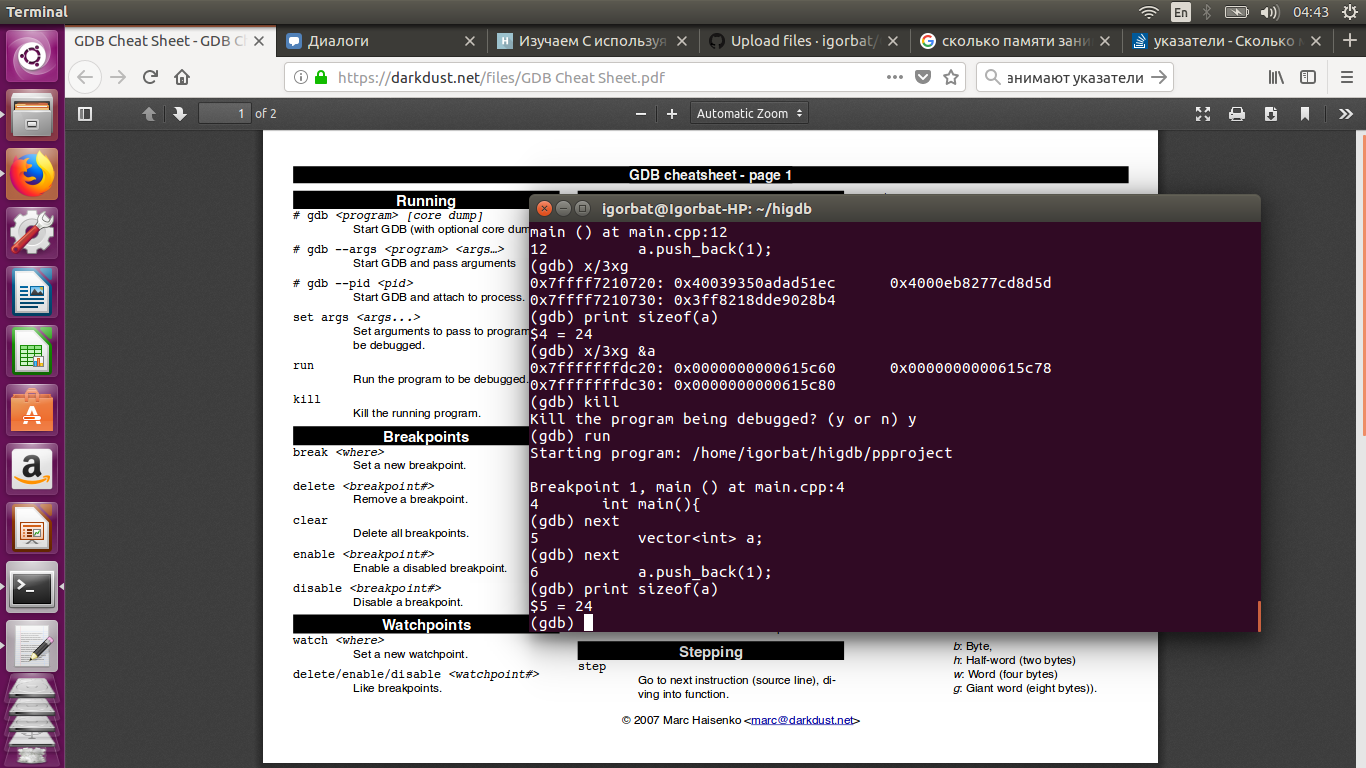 Terminal
En
04:43
GDB Cheat Sheet - GDB C
Диалоги
Изучаем C используя
Upload files · igorbat/
сколько памяти зани
указатели - Сколько
https://darkdust.net/files/GDB Cheat Sheet.pdf
анимают указатели
1 of 2
Automatic Zoom
GDB cheatsheet - page 1
Running
# gdb <program> [core dump]
Start GDB (with optional core dum
# gdb --args <program> <args…>
Start GDB and pass arguments
# gdb --pid <pid>
Start GDB and attach to process.
set args <args...>
Set arguments to pass to program
be debugged.
run
Run the program to be debugged.
kill
Kill the running program.
Breakpoints
break <where>
Set a new breakpoint.
delete <breakpoint#>
Remove a breakpoint.
clear
Delete all breakpoints.
enable <breakpoint#>
Enable a disabled breakpoint.
disable <breakpoint#>
Disable a breakpoint.
Watchpoints
watch <where>
Set a new watchpoint.
delete/enable/disable <watchpoint#>
Like breakpoints.
igorbat@Igorbat-HP: ~/higdb
main () at main.cpp:12
12 a.push_back(1);
(gdb) x/3xg
0x7ffff7210720: 0x40039350adad51ec 0x4000eb8277cd8d5d
0x7ffff7210730: 0x3ff8218dde9028b4
(gdb) print sizeof(a)
$4 = 24
(gdb) x/3xg &a
0x7fffffffdc20: 0x0000000000615c60 0x0000000000615c78
0x7fffffffdc30: 0x0000000000615c80
(gdb) kill
Kill the program being debugged? (y or n) y
(gdb) run
Starting program: /home/igorbat/higdb/ppproject
Breakpoint 1, main () at main.cpp:4
4 int main(){
(gdb) next
5 vector<int> a;
(gdb) next
6 a.push_back(1);
(gdb) print sizeof(a)
$5 = 24
(gdb)
Stepping
step
Go to next instruction (source line), di-
ving into function.
b: Byte,
h: Half-word (two bytes)
w: Word (four bytes)
g: Giant word (eight bytes)).
© 2007 Marc Haisenko <marc@darkdust.net>